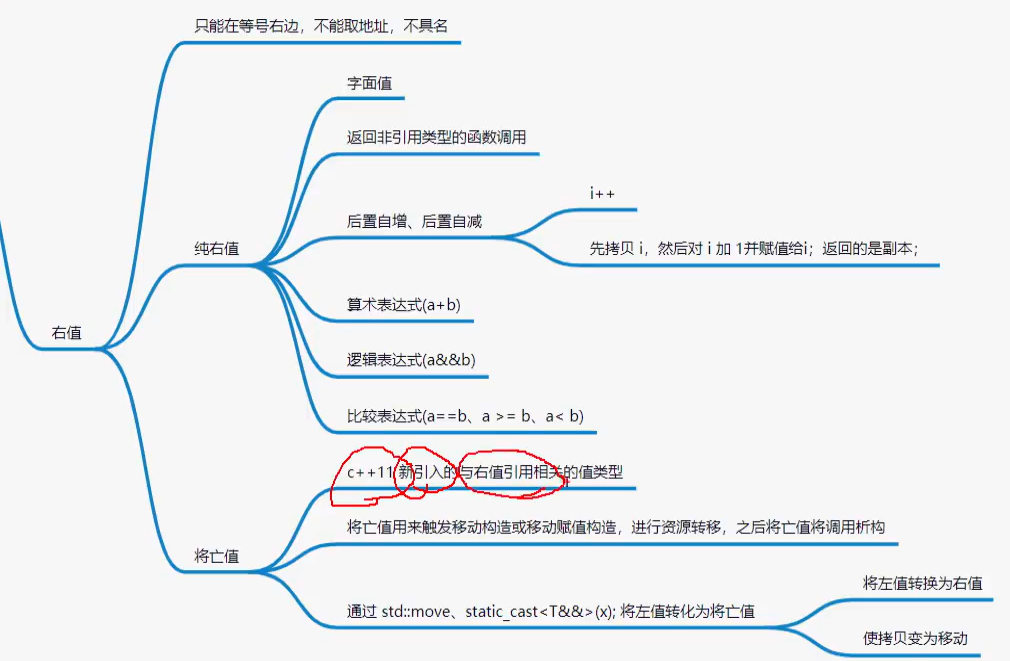 只能在等号右边，不能取地址，不具名
字面值
返回非引用类型的函数调用
i++
后置自增、后置自减
先拷贝 i，然后对 i 加 1并赋值给i；返回的是副本；
纯右值
算术表达式(a+b)
右值
逻辑表达式(a&&b)
比较表达式(a==b、a >= b、a< b)
c++11 新引入的与右值引用相关的值类型
将亡值用来触发移动构造或移动赋值构造，进行资源转移，之后将亡值将调用析构
将亡值
将左值转换为右值
通过 std::move、static_cast<T&&>(x); 将左值转化为将亡值
使拷贝变为移动